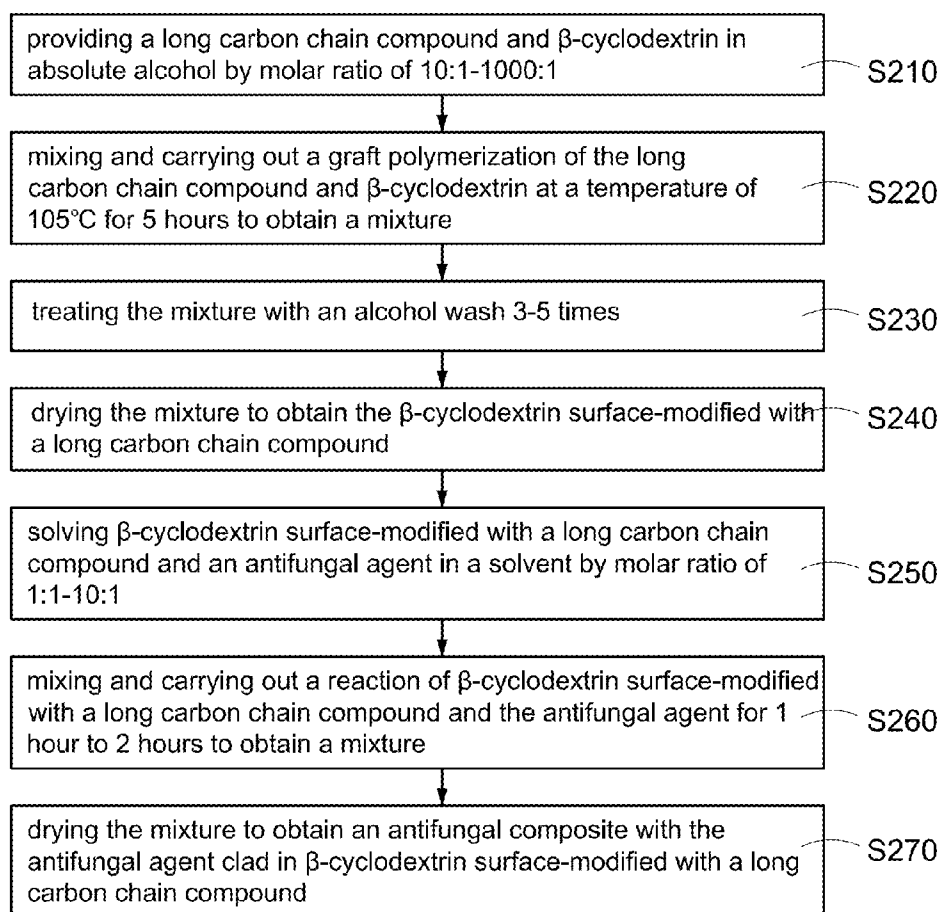 providing a long carbon chain compound and β-cyclodextrin in
absolute alcohol by molar ratio of 10:1-1000:1
S210
mixing and carrying out a graft polymerization of the long
carbon chain compound and β-cyclodextrin at a temperature of
105℃ for 5 hours to obtain a mixture
S220
treating the mixture with an alcohol wash 3-5 times
S230
drying the mixture to obtain the β-cyclodextrin surface-modified with
a long carbon chain compound
S240
solving β-cyclodextrin surface-modified with a long carbon chain
compound and an antifungal agent in a solvent by molar ratio of
1:1-10:1
S250
mixing and carrying out a reaction of β-cyclodextrin surface-modified
with a long carbon chain compound and the antifungal agent for 1
hour to 2 hours to obtain a mixture
S260
drying the mixture to obtain an antifungal composite with the
antifungal agent clad in β-cyclodextrin surface-modified with a long
carbon chain compound
S270